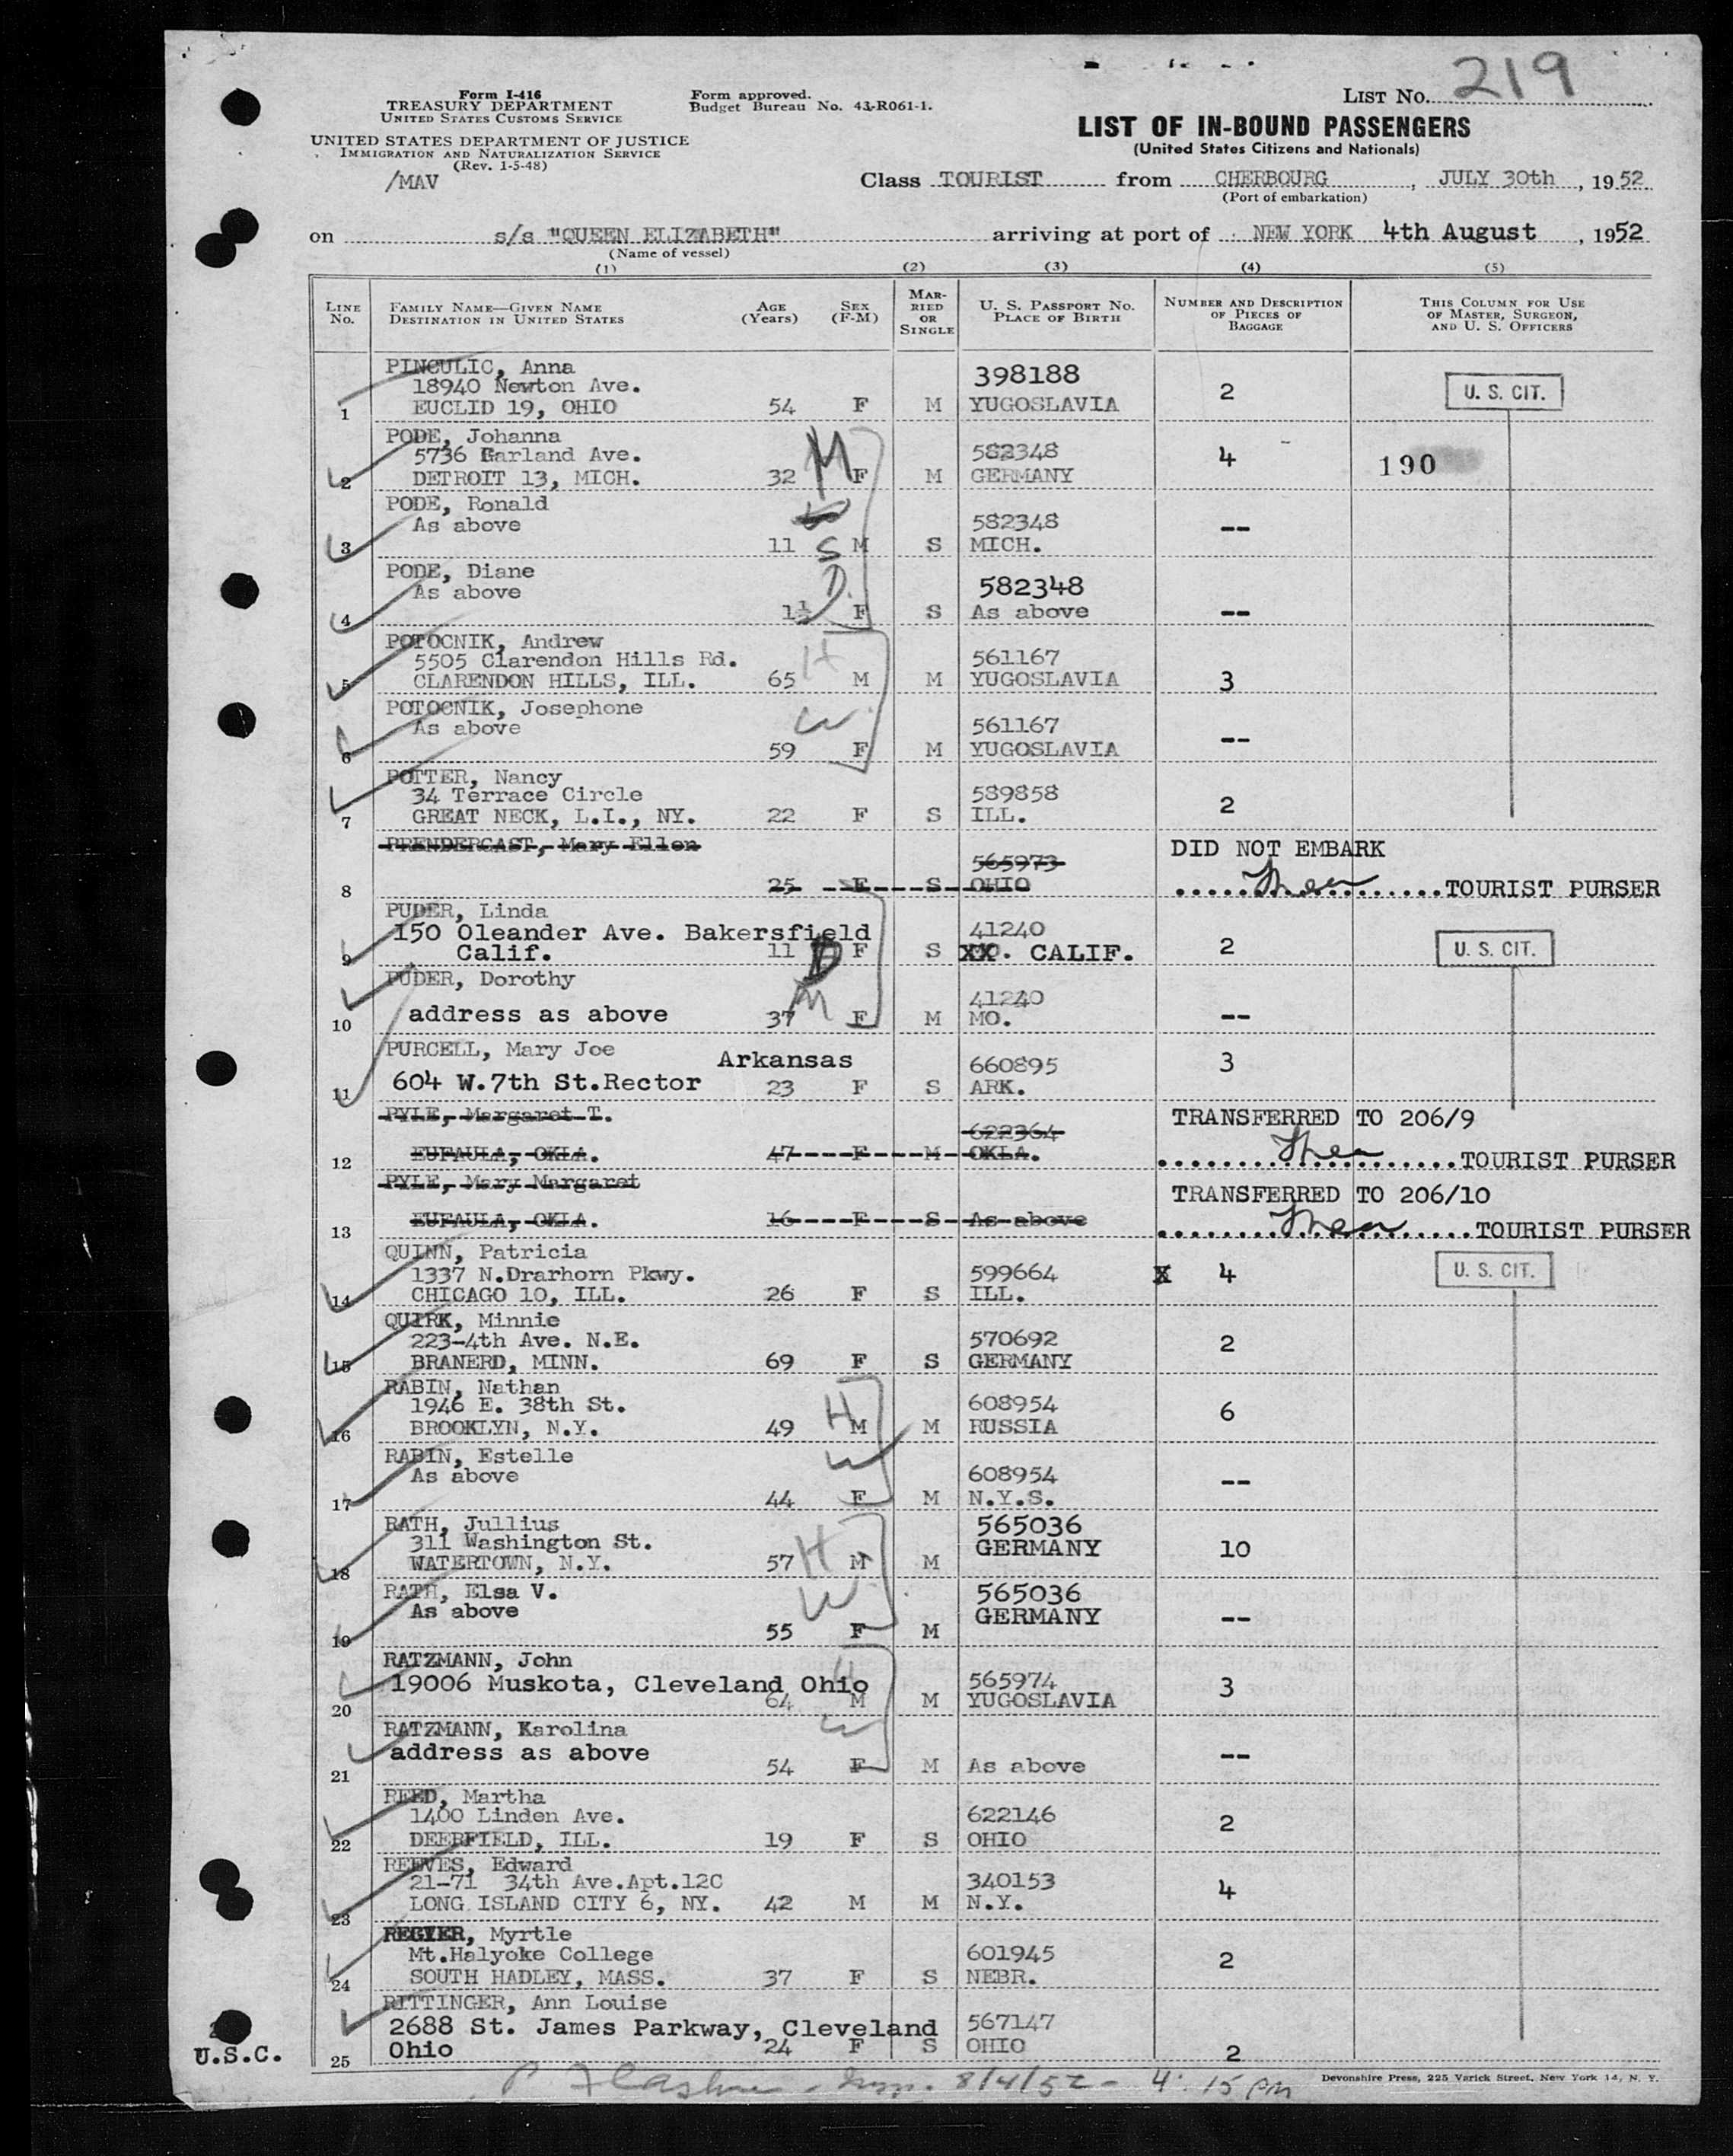 LIST NO. 219
Form I-416
TREASURY DEPARTMENT
UNITED STATES CUSTOMS SERVICE
Form approved.
Budget Bureau No. 43-R061-1.
UNITED STATES DEPARTMENT OF JUSTICE
IMMIGRATION AND NATURALIZATION SERVICE
(Rev. 1-5-48)
/MAV
LIST OF IN-BOUND PASSENGERS
(United States Citizens and Nationals)
Class TOURIST from CHERBOURG, JULY 30th, 1952
(Port of embarkation)
on s/s "QUEEN ELIZABETH" arriving at port of NEW YORK 4th August, 1952
(Name of vessel)
(1) (2) (3) (4) (5)
LINE No. FAMILY NAME—GIVEN NAME DESTINATION IN UNITED STATES AGE (Years) SEX (F-M) MARRIED OR SINGLE U. S. PASSPORT No. PLACE OF BIRTH NUMBER AND DESCRIPTION OF PIECES OF BAGGAGE THIS COLUMN FOR USE OF MASTER, SURGEON, AND U. S. OFFICERS
PINCULIC, Anna 398188
18940 Newton Ave. 2 U. S. CIT.
1 EUCLID 19, OHIO 54 F M YUGOSLAVIA
PODE, Johanna M 582348
5736 Garland Ave. 4 190
2 DETROIT 13, MICH. 32 F M GERMANY
PODE, Ronald 582348
As above --
3 11 S M S MICH.
PODE, Diane D. 582348
As above
4 1½ F S As above --
POTOCNIK, Andrew H 561167
5505 Clarendon Hills Rd.
5 CLARENDON HILLS, ILL. 65 M M YUGOSLAVIA 3
POTOCNIK, Josephone W 561167
As above --
6 59 F M YUGOSLAVIA
POTTER, Nancy 589858
34 Terrace Circle 2
7 GREAT NECK, L.I., NY. 22 F S ILL.
PRENDERGAST, Mary Ellen 565973 DID NOT EMBARK
8 25 F S OHIO TOURIST PURSER
PUDER, Linda 41240
150 Oleander Ave. Bakersfield 2 U. S. CIT.
9 Calif. 11 D F S XX. CALIF.
PUDER, Dorothy M 41240
10 address as above 37 F M MO. --
PURCELL, Mary Joe Arkansas 660895 3
11 604 W.7th St.Rector 23 F S ARK.
PYLE, Margaret T. 622364 TRANSFERRED TO 206/9
12 EUFAULA, OKLA. 47 F M OKLA. TOURIST PURSER
PYLE, Mary Margaret TRANSFERRED TO 206/10
13 EUFAULA, OKLA. 16 F S As above TOURIST PURSER
QUINN, Patricia U. S. CIT.
1337 N.Drarhorn Pkwy. 599664 X 4
14 CHICAGO 10, ILL. 26 F S ILL.
QUIRK, Minnie 570692
223-4th Ave. N.E. 2
15 BRANERD, MINN. 69 F S GERMANY
RABIN, Nathan H 608954
1946 E. 38th St. 6
16 BROOKLYN, N.Y. 49 M M RUSSIA
RABIN, Estelle W 608954
As above --
17 44 F M N.Y.S.
RATH, Jullius H 565036
311 Washington St. GERMANY 10
18 WATERTOWN, N.Y. 57 M M
RATH, Elsa V. W 565036
As above GERMANY --
19 55 F M
RATZMANN, John H 565974
19006 Muskota, Cleveland Ohio 3
20 64 M M YUGOSLAVIA
RATZMANN, Karolina W
address as above --
21 54 F M As above
REED, Martha 622146
1400 Linden Ave. 2
22 DEERFIELD, ILL. 19 F S OHIO
REEVES, Edward 340153
21-71 34th Ave.Apt.12C 4
23 LONG ISLAND CITY 6, NY. 42 M M N.Y.
REGIER, Myrtle 601945
Mt.Halyoke College 2
24 SOUTH HADLEY, MASS. 37 F S NEBR.
RITTINGER, Ann Louise 567147
2688 St. James Parkway, Cleveland
25 Ohio 24 F S OHIO 2
U.S.C.
8/4/52 - 4:15 PM
Devonshire Press, 225 Varick Street, New York 14, N. Y.